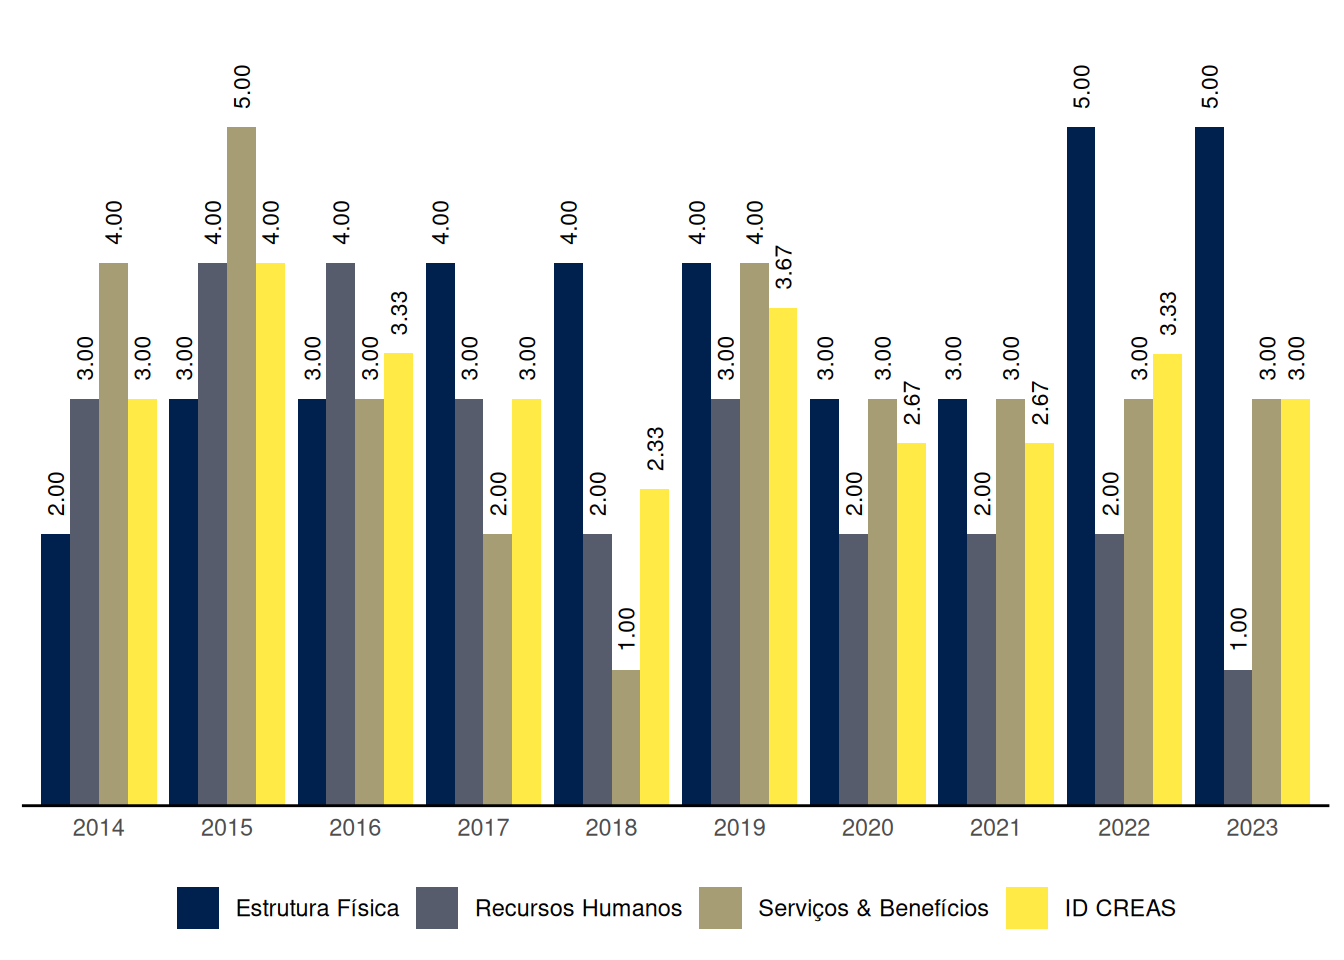 5.00 5.00 5.00
4.00 4.00 4.00 4.00 4.00 4.00 4.00 4.00
3.67
3.33 3.33
3.00 3.00 3.00 3.00 3.00 3.00 3.00 3.00 3.00 3.00 3.00 3.00 3.00 3.00 3.00 3.00
2.67 2.67
2.33
2.00 2.00 2.00 2.00 2.00 2.00
1.00 1.00
2014 2015 2016 2017 2018 2019 2020 2021 2022 2023
Estrutura Física Recursos Humanos Serviços & Benefícios ID CREAS